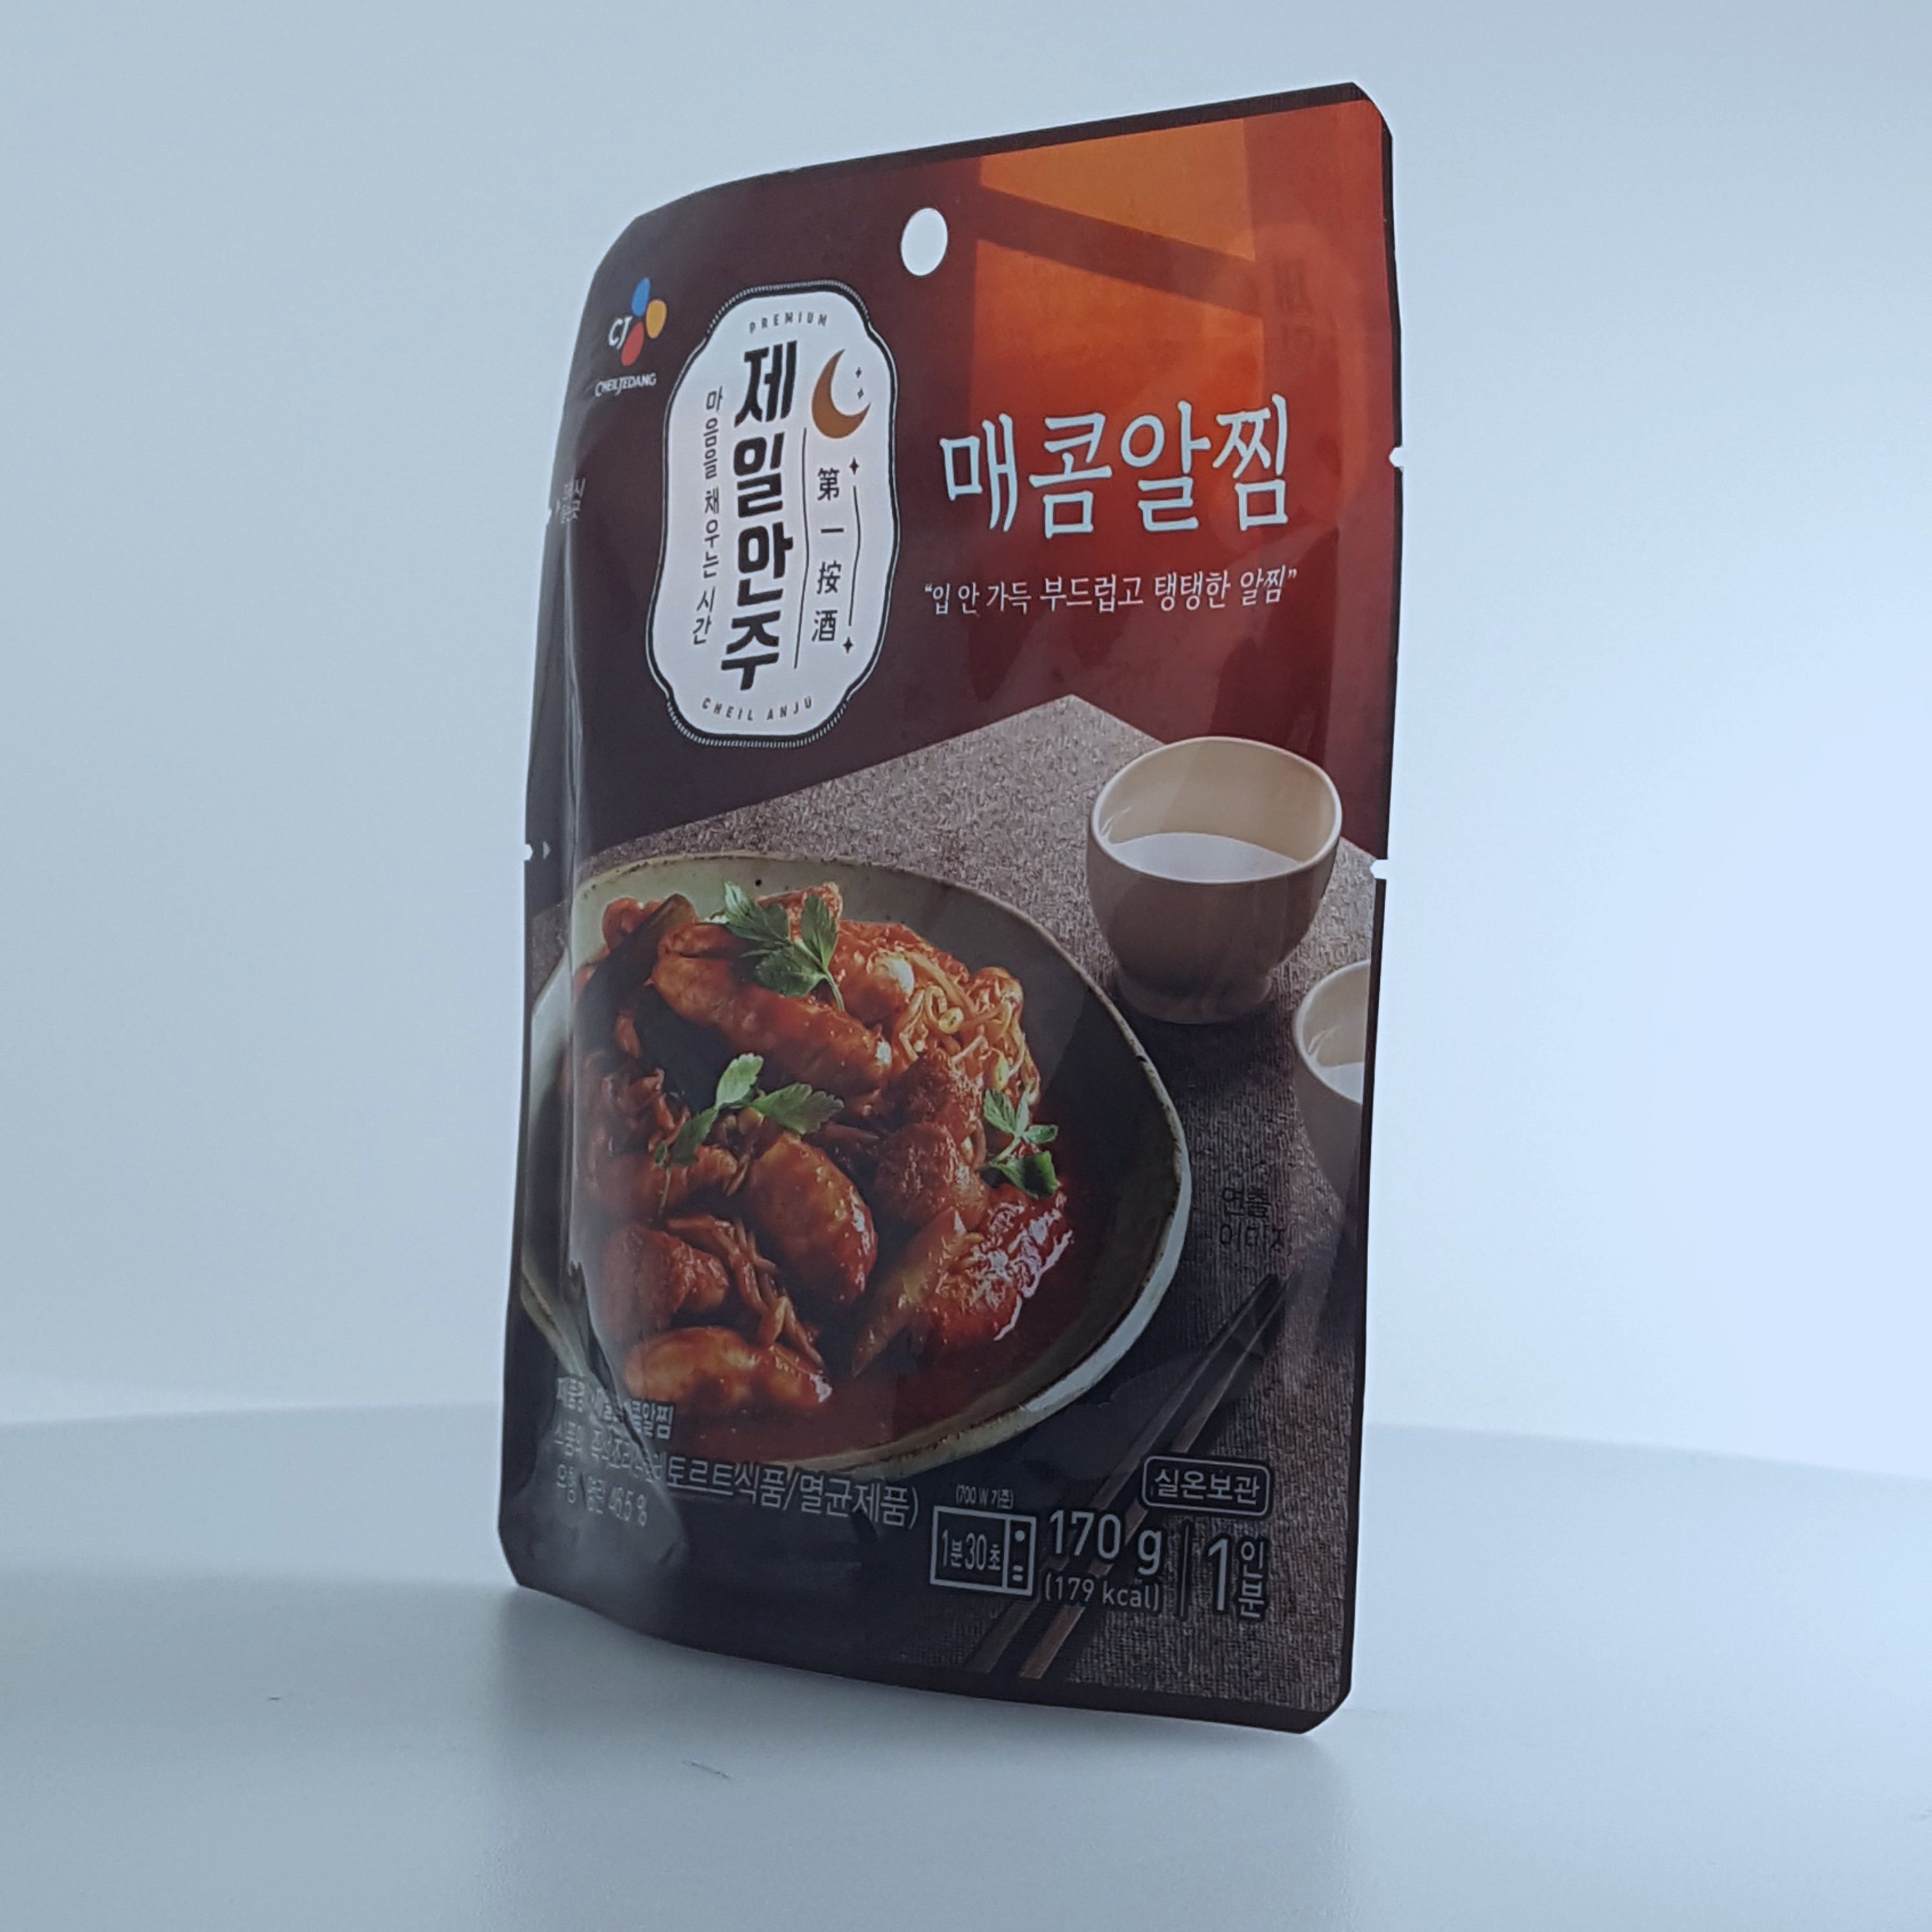 CJ
CHEILJEDANG
PREMIUM
제일안주
마음을 채우는 시간
第一按酒
CHEIL ANJU
매콤알찜
“입 안 가득 부드럽고 탱탱한 알찜”
연출
이미지
토르트식품/멸균제품)
46.5 %
(700 W 기준)
1분30초
실온보관
170 g
(179 kcal)
1인분